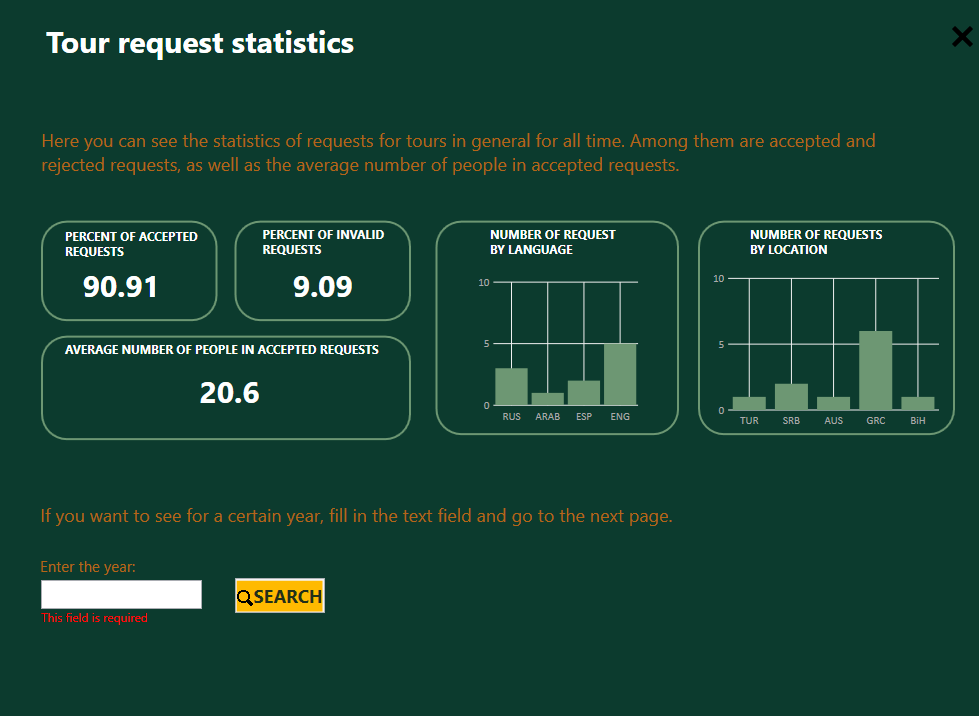 Tour request statistics
Here you can see the statistics of requests for tours in general for all time. Among them are accepted and
rejected requests, as well as the average number of people in accepted requests.
PERCENT OF ACCEPTED
REQUESTS
90.91
PERCENT OF INVALID
REQUESTS
9.09
AVERAGE NUMBER OF PEOPLE IN ACCEPTED REQUESTS
20.6
NUMBER OF REQUEST
BY LANGUAGE
10
5
0
RUS ARAB ESP ENG
NUMBER OF REQUESTS
BY LOCATION
10
5
0
TUR SRB AUS GRC BiH
If you want to see for a certain year, fill in the text field and go to the next page.
Enter the year:
SEARCH
This field is required